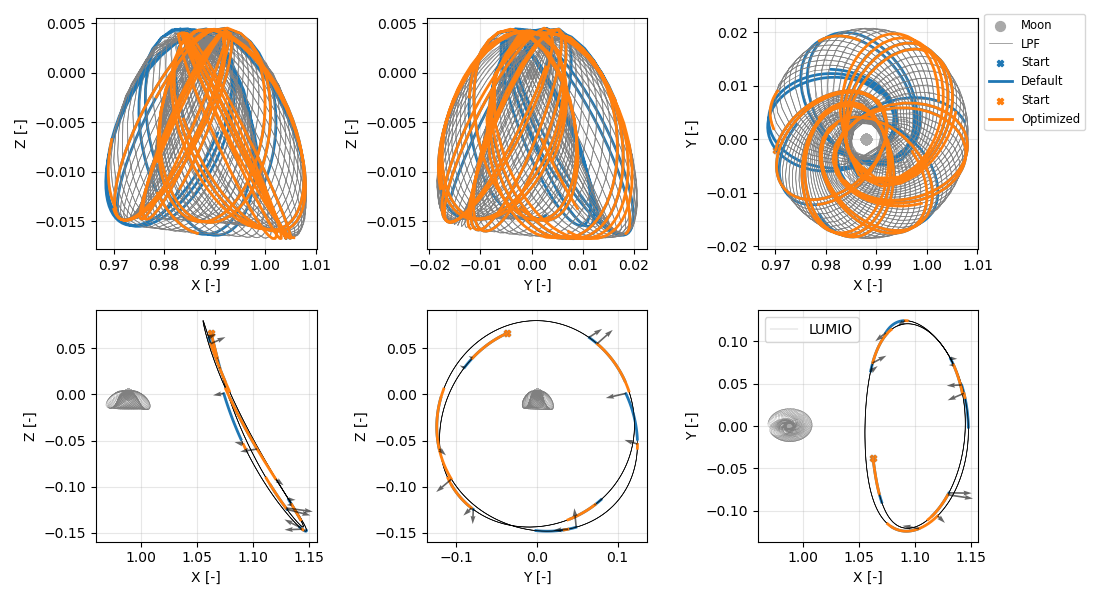 0.005
0.000
−0.005
−0.010
−0.015
Z [-]
0.97 0.98 0.99 1.00 1.01
X [-]
0.005
0.000
−0.005
−0.010
−0.015
Z [-]
−0.02 −0.01 0.00 0.01 0.02
Y [-]
0.02
0.01
0.00
−0.01
−0.02
Y [-]
0.97 0.98 0.99 1.00 1.01
X [-]
Moon
LPF
Start
Default
Start
Optimized
0.05
0.00
−0.05
−0.10
−0.15
Z [-]
1.00 1.05 1.10 1.15
X [-]
0.05
0.00
−0.05
−0.10
−0.15
Z [-]
−0.1 0.0 0.1
Y [-]
LUMIO
0.10
0.05
0.00
−0.05
−0.10
Y [-]
1.00 1.05 1.10 1.15
X [-]